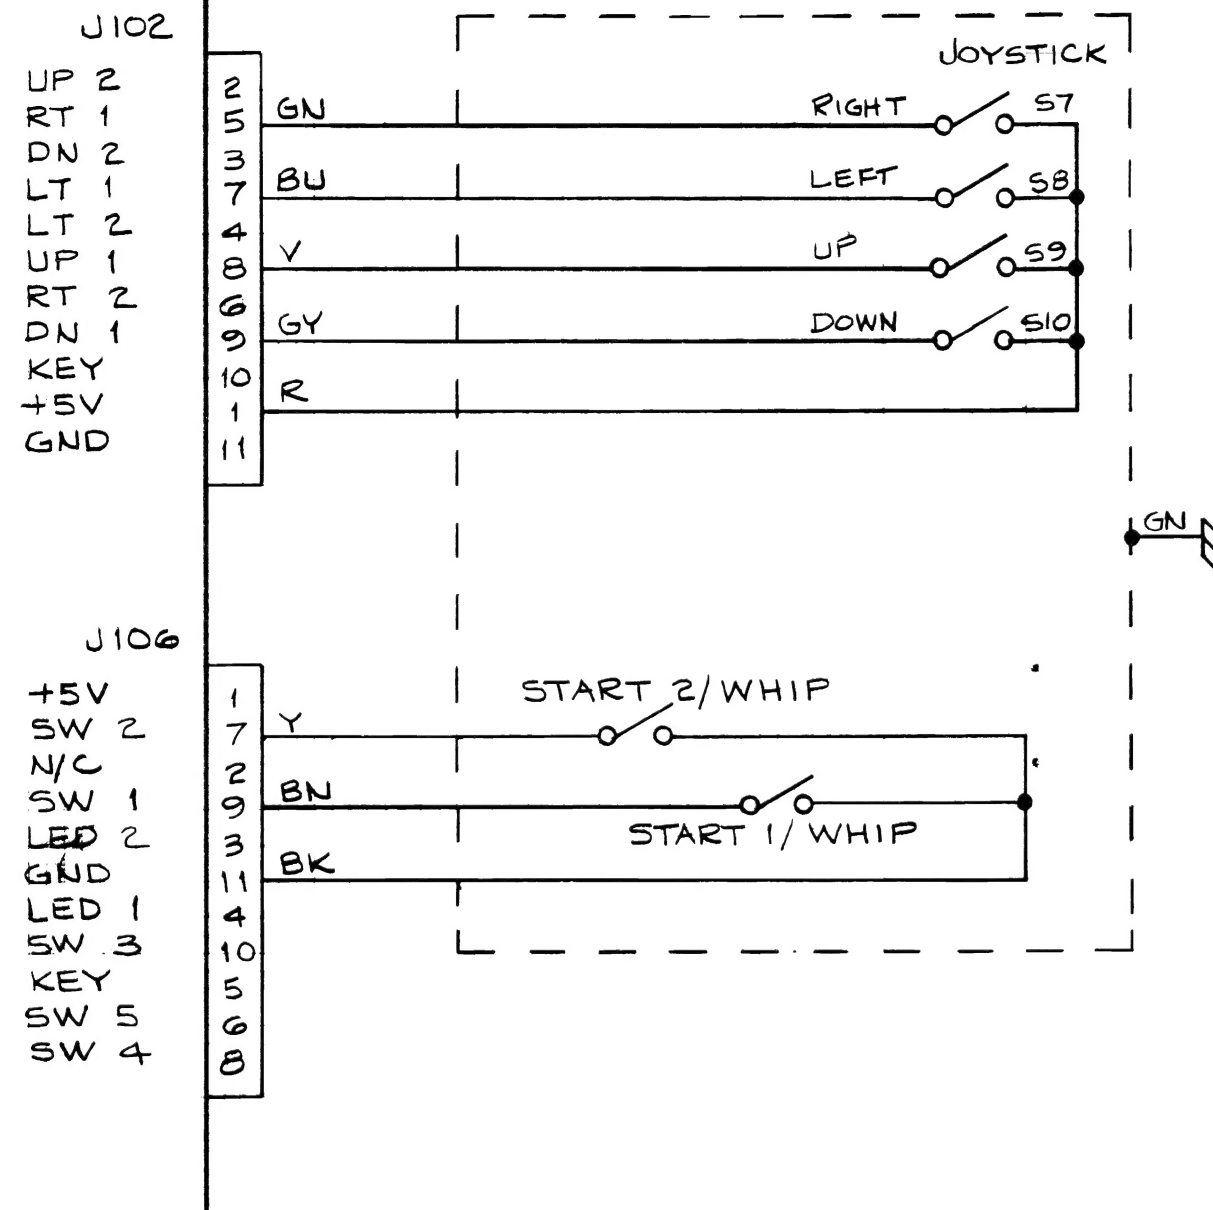 J102
JOYSTICK
UP 2 2
RT 1 5 GN RIGHT S7
DN 2 3
LT 1 7 BU LEFT S8
LT 2 4
UP 1 8 V UP S9
RT 2 6
DN 1 9 GY DOWN S10
KEY 10
+5V 1 R
GND 11
GN
J106
+5V 1 START 2/WHIP
SW 2 7 Y
N/C 2
SW 1 9 BN
LED 2 3 START 1/WHIP
GND 11 BK
LED 1 4
SW 3 10
KEY 5
SW 5 6
SW 4 8